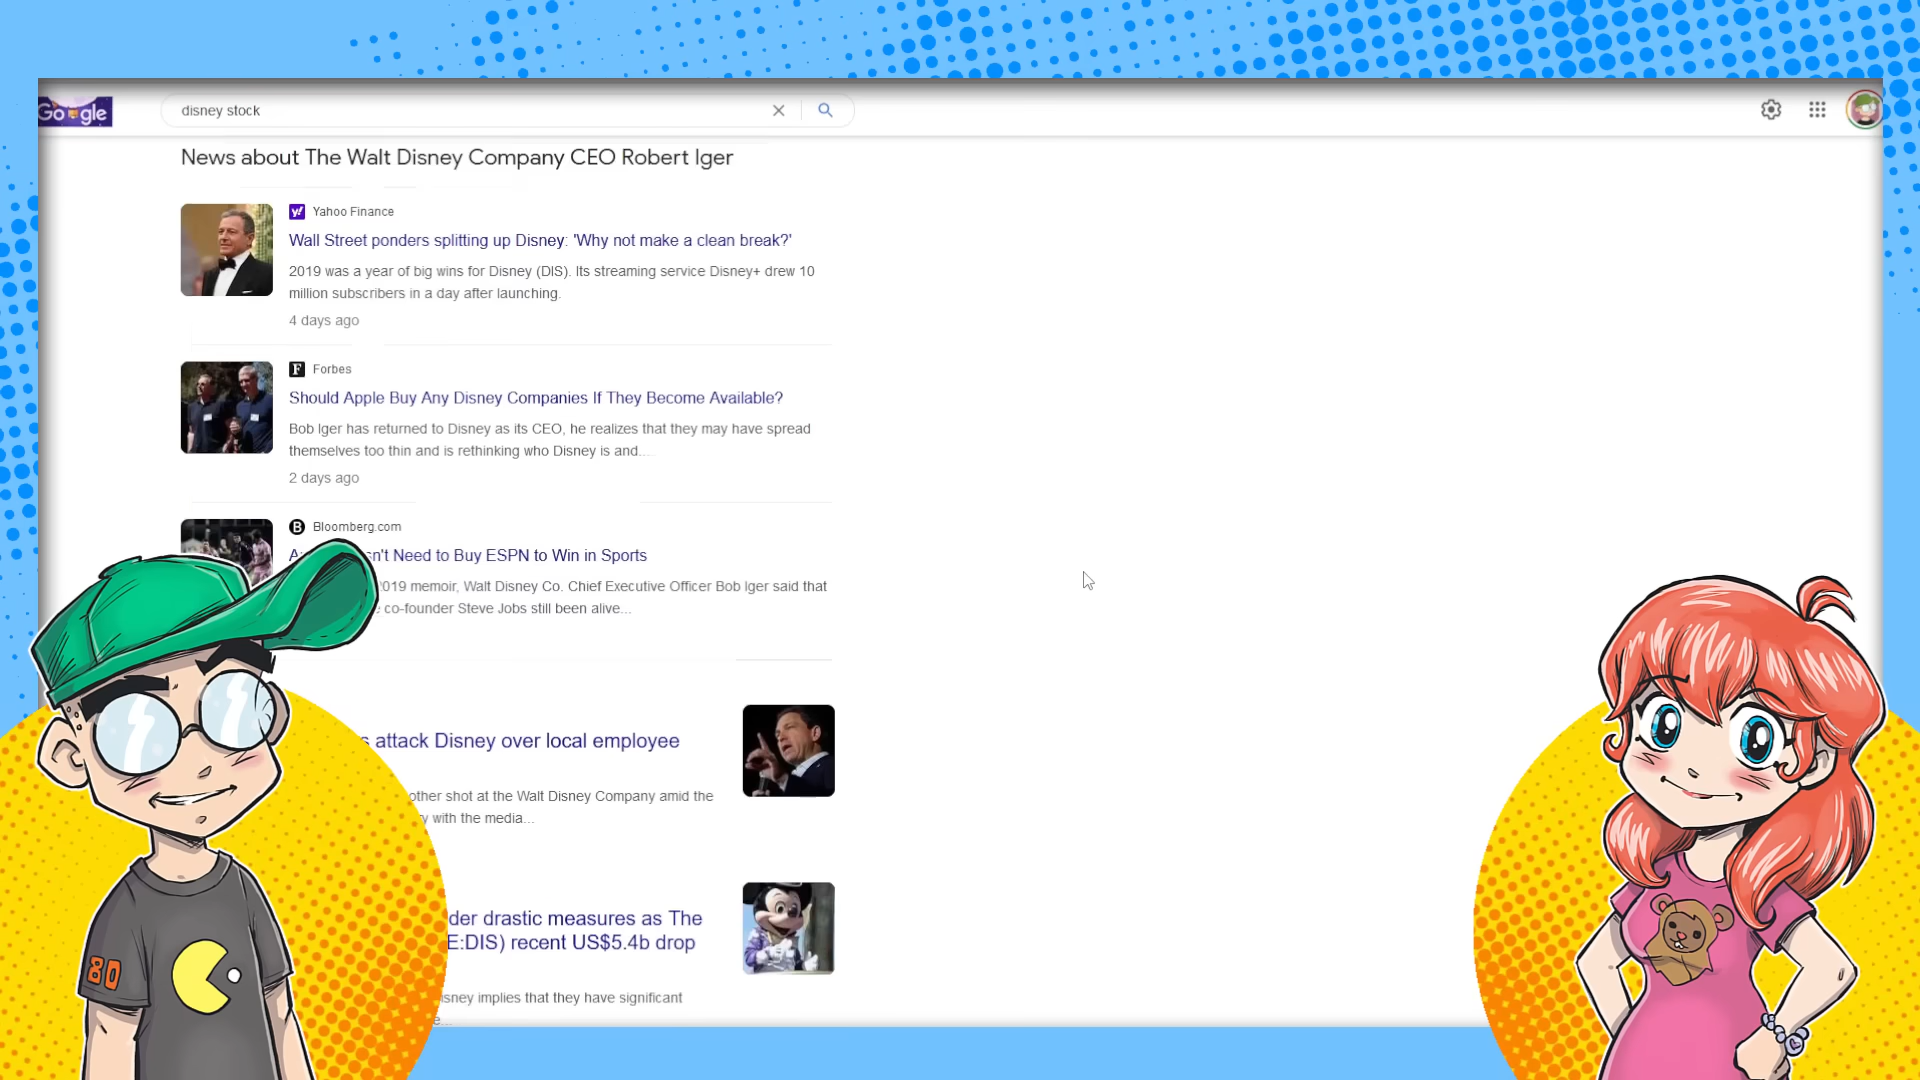 Google
disney stock
News about The Walt Disney Company CEO Robert Iger
y!
Yahoo Finance
Wall Street ponders splitting up Disney: 'Why not make a clean break?'
2019 was a year of big wins for Disney (DIS). Its streaming service Disney+ drew 10
million subscribers in a day after launching.
4 days ago
F
Forbes
Should Apple Buy Any Disney Companies If They Become Available?
Bob Iger has returned to Disney as its CEO, he realizes that they may have spread
themselves too thin and is rethinking who Disney is and...
2 days ago
B
Bloomberg.com
n't Need to Buy ESPN to Win in Sports
019 memoir, Walt Disney Co. Chief Executive Officer Bob Iger said that
co-founder Steve Jobs still been alive...
s attack Disney over local employee
other shot at the Walt Disney Company amid the
y with the media...
der drastic measures as The
E:DIS) recent US$5.4b drop
isney implies that they have significant
e...
80